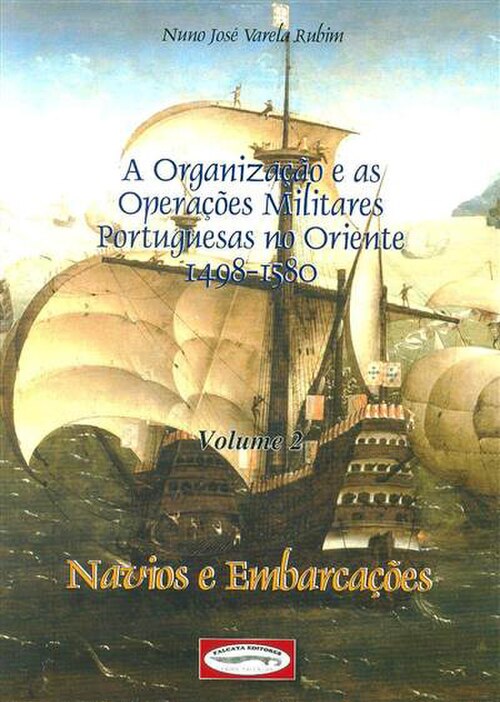 Nuno José Varela Rubim
A Organização e as
Operações Militares
Portuguesas no Oriente
1498-1580
Volume 2
Navios e Embarcações
FALCATA EDITORES